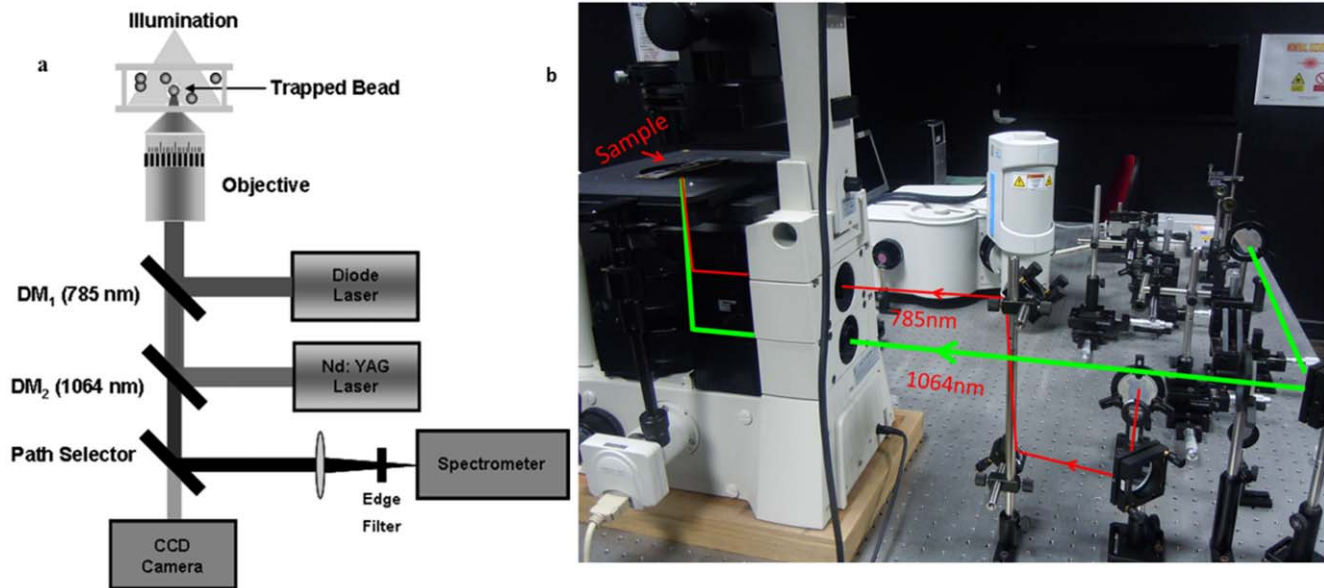 a
Illumination
Trapped Bead
Objective
DM₁ (785 nm)
Diode
Laser
DM₂ (1064 nm)
Nd: YAG
Laser
Path Selector
Spectrometer
Edge
Filter
CCD
Camera
b
Sample
785nm
1064nm